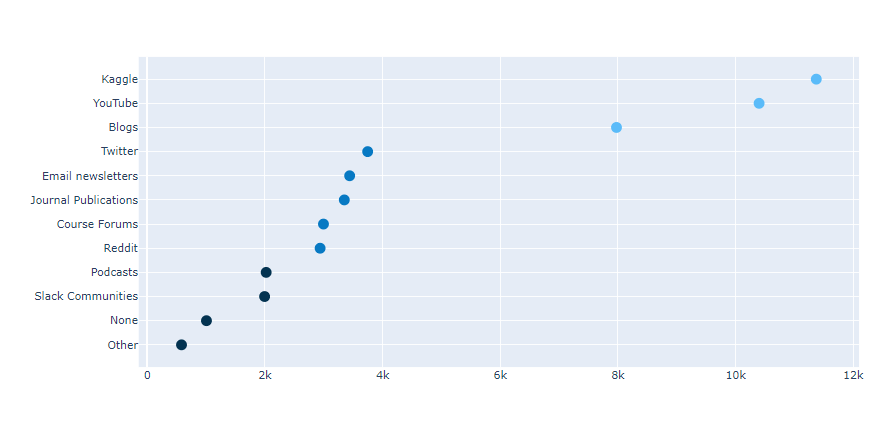 Kaggle
YouTube
Blogs
Twitter
Email newsletters
Journal Publications
Course Forums
Reddit
Podcasts
Slack Communities
None
Other
0 2k 4k 6k 8k 10k 12k